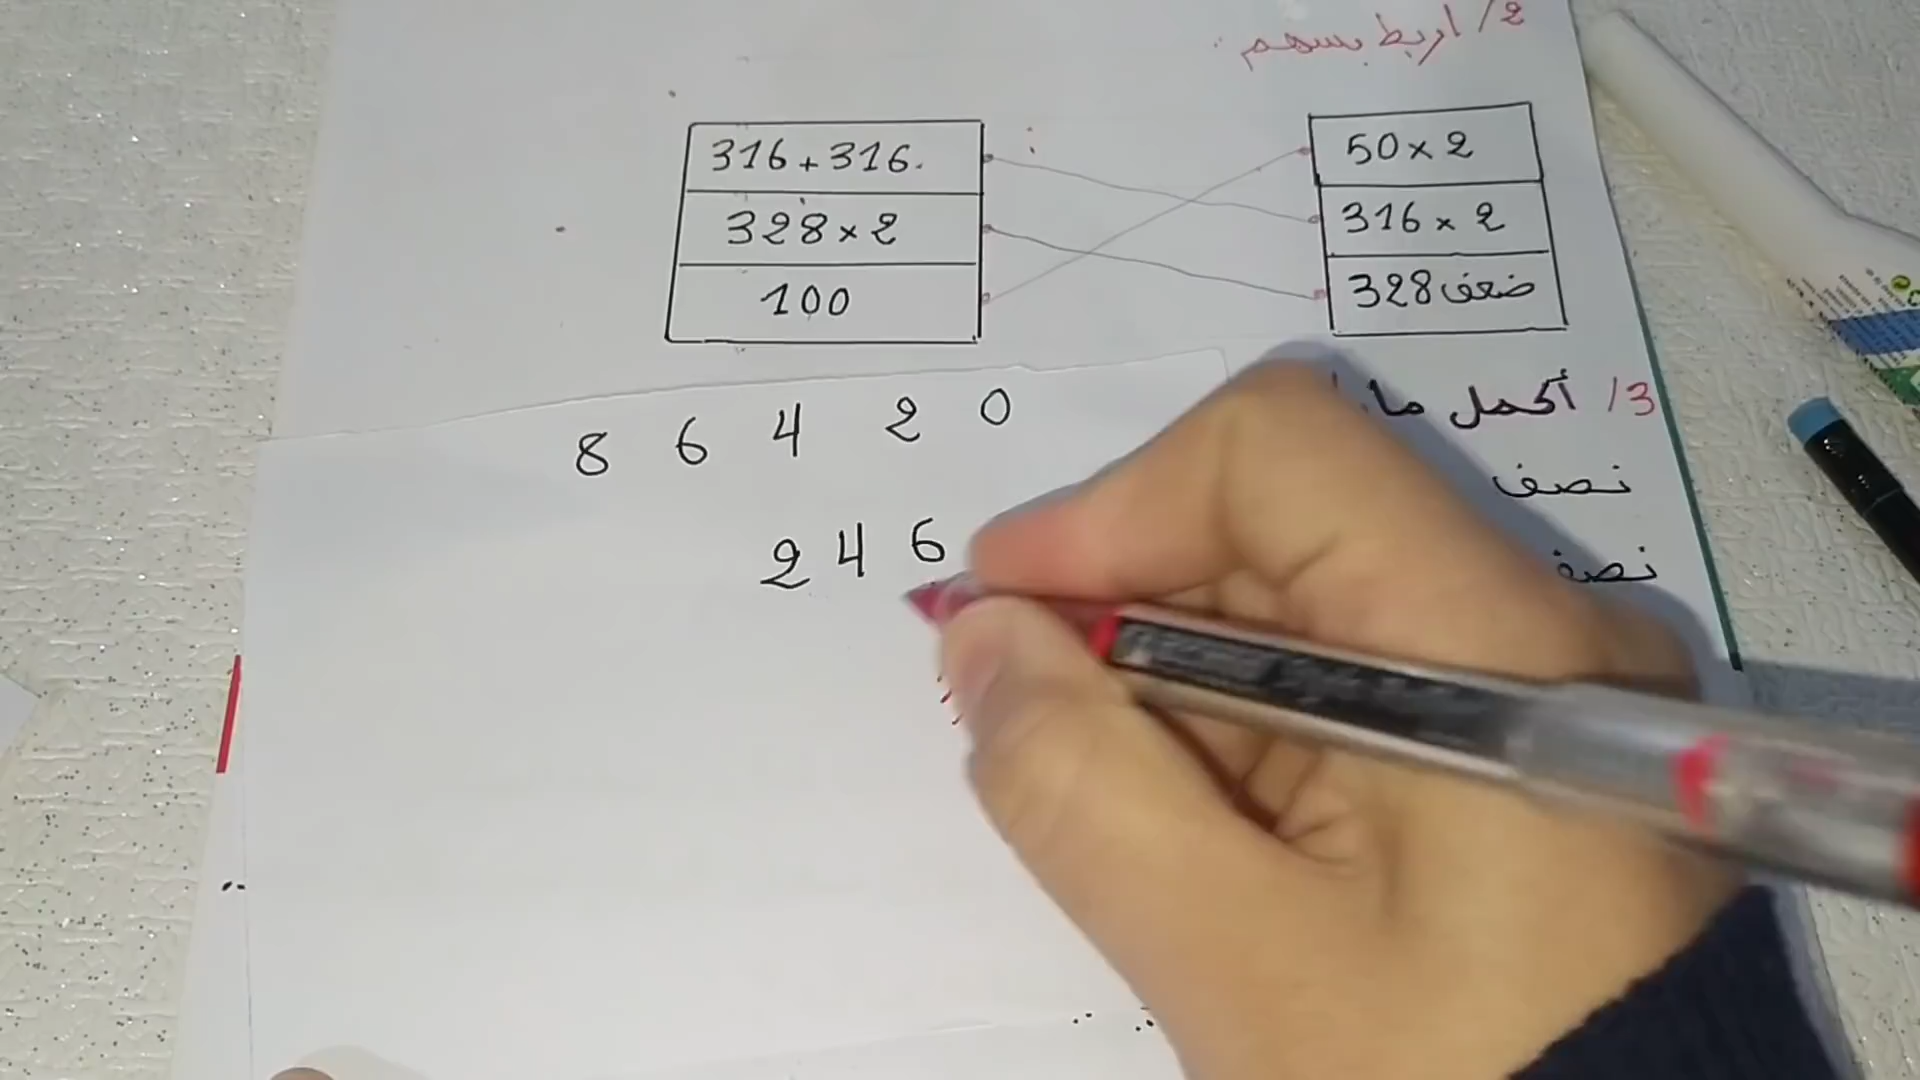 2/ اربط بسهم :
316+316.
50×2
328×2
316×2
100
ضعف 328
3/ أكمل ما
8 6 4 2 0
نصف
2 4 6
نصف